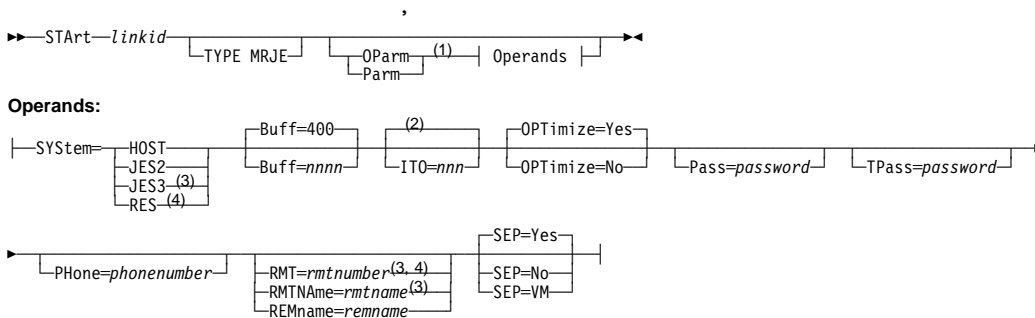 ,
STArt linkid TYPE MRJE OParm (1) Operands
Parm
Operands:
Buff=400 (2) OPTimize=Yes
SYStem= HOST Buff=nnnn ITO=nnn OPTimize=No Pass=password TPass=password
JES2
JES3 (3)
RES (4)
SEP=Yes
PHone=phonenumber RMT=rmtnumber (3, 4) SEP=No
RMTNAme=rmtname (3) SEP=VM
REMname=remname